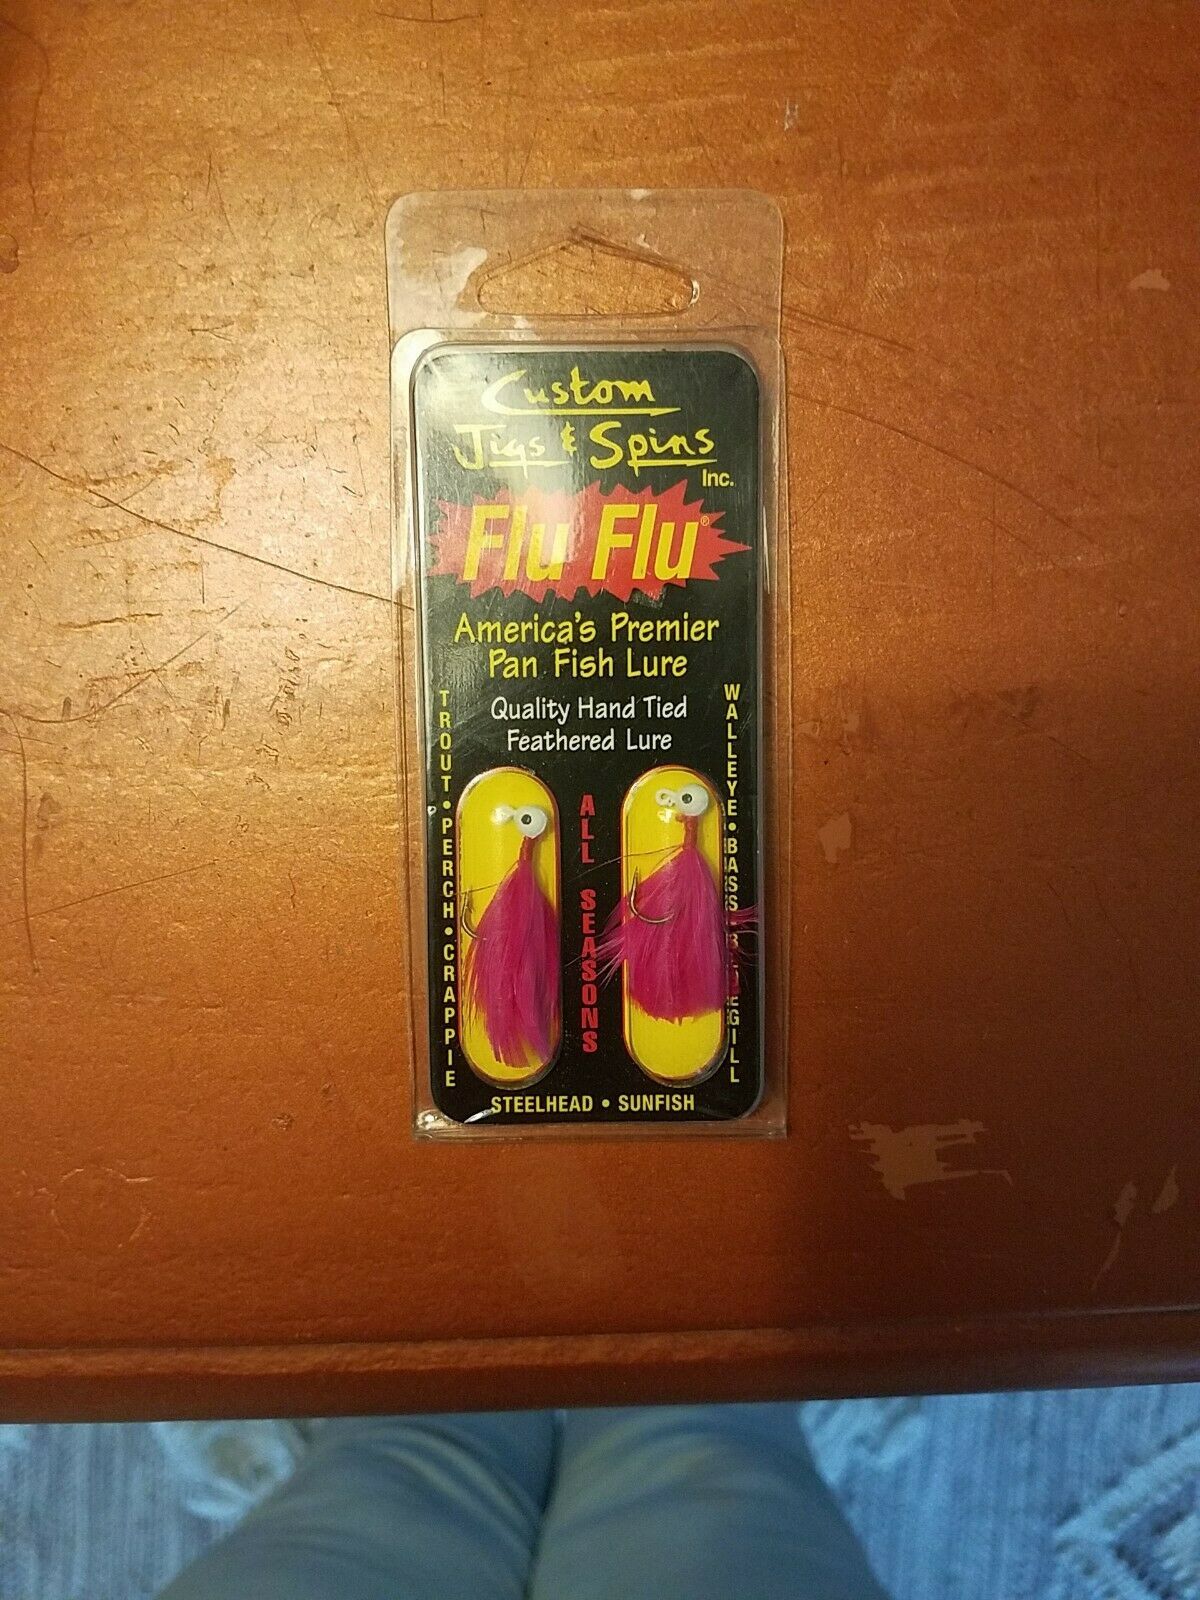 Custom
Jigs & Spins
Inc.
Flu Flu®
America's Premier
Pan Fish Lure
Quality Hand Tied
Feathered Lure
TROUT • PERCH • CRAPPIE
ALL SEASONS
WALLEYE • BASS
STEELHEAD • SUNFISH